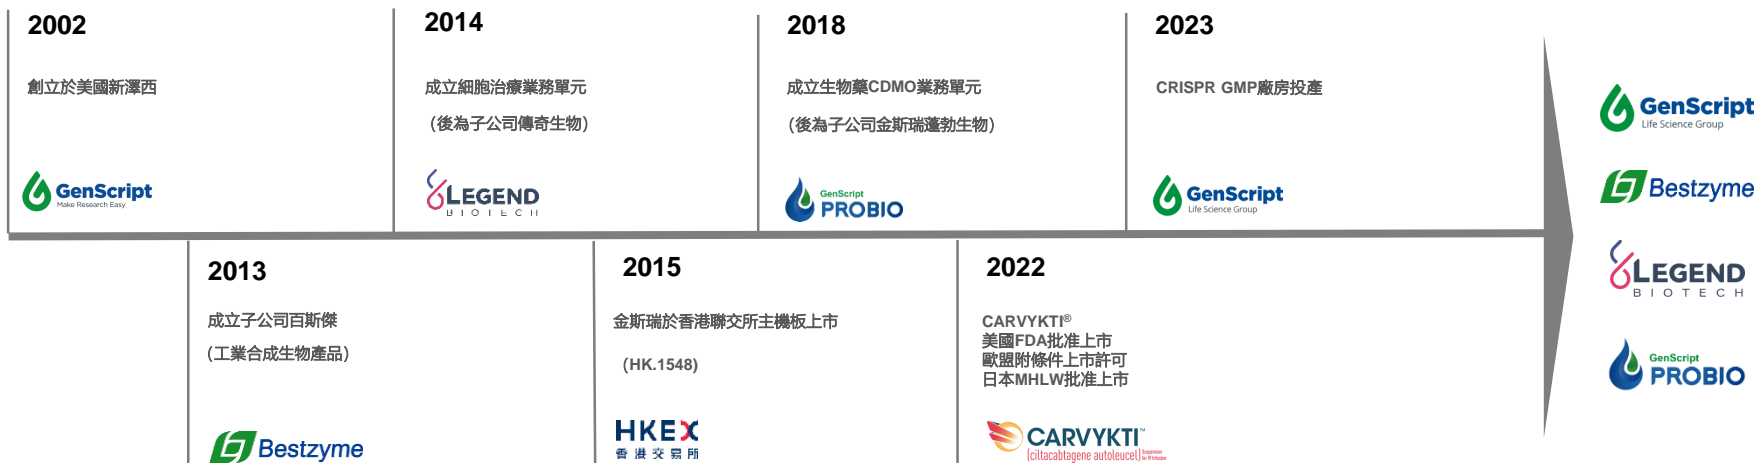 2002
創立於美國新澤西
GenScript
Make Research Easy
2014
成立細胞治療業務單元
（後為子公司傳奇生物）
LEGEND
BIOTECH
2018
成立生物藥CDMO業務單元
（後為子公司金斯瑞蓬勃生物）
GenScript
PROBIO
2023
CRISPR GMP廠房投產
GenScript
Life Science Group
2013
成立子公司百斯傑
（工業合成生物產品）
Bestzyme
2015
金斯瑞於香港聯交所主機板上市
（HK.1548)
HKEX
香港交易所
2022
CARVYKTI®
美國FDA批准上市
歐盟附條件上市許可
日本MHLW批准上市
CARVYKTI™
(ciltacabtagene autoleucel) Suspension for IV infusion
GenScript
Life Science Group
Bestzyme
LEGEND
BIOTECH
GenScript
PROBIO